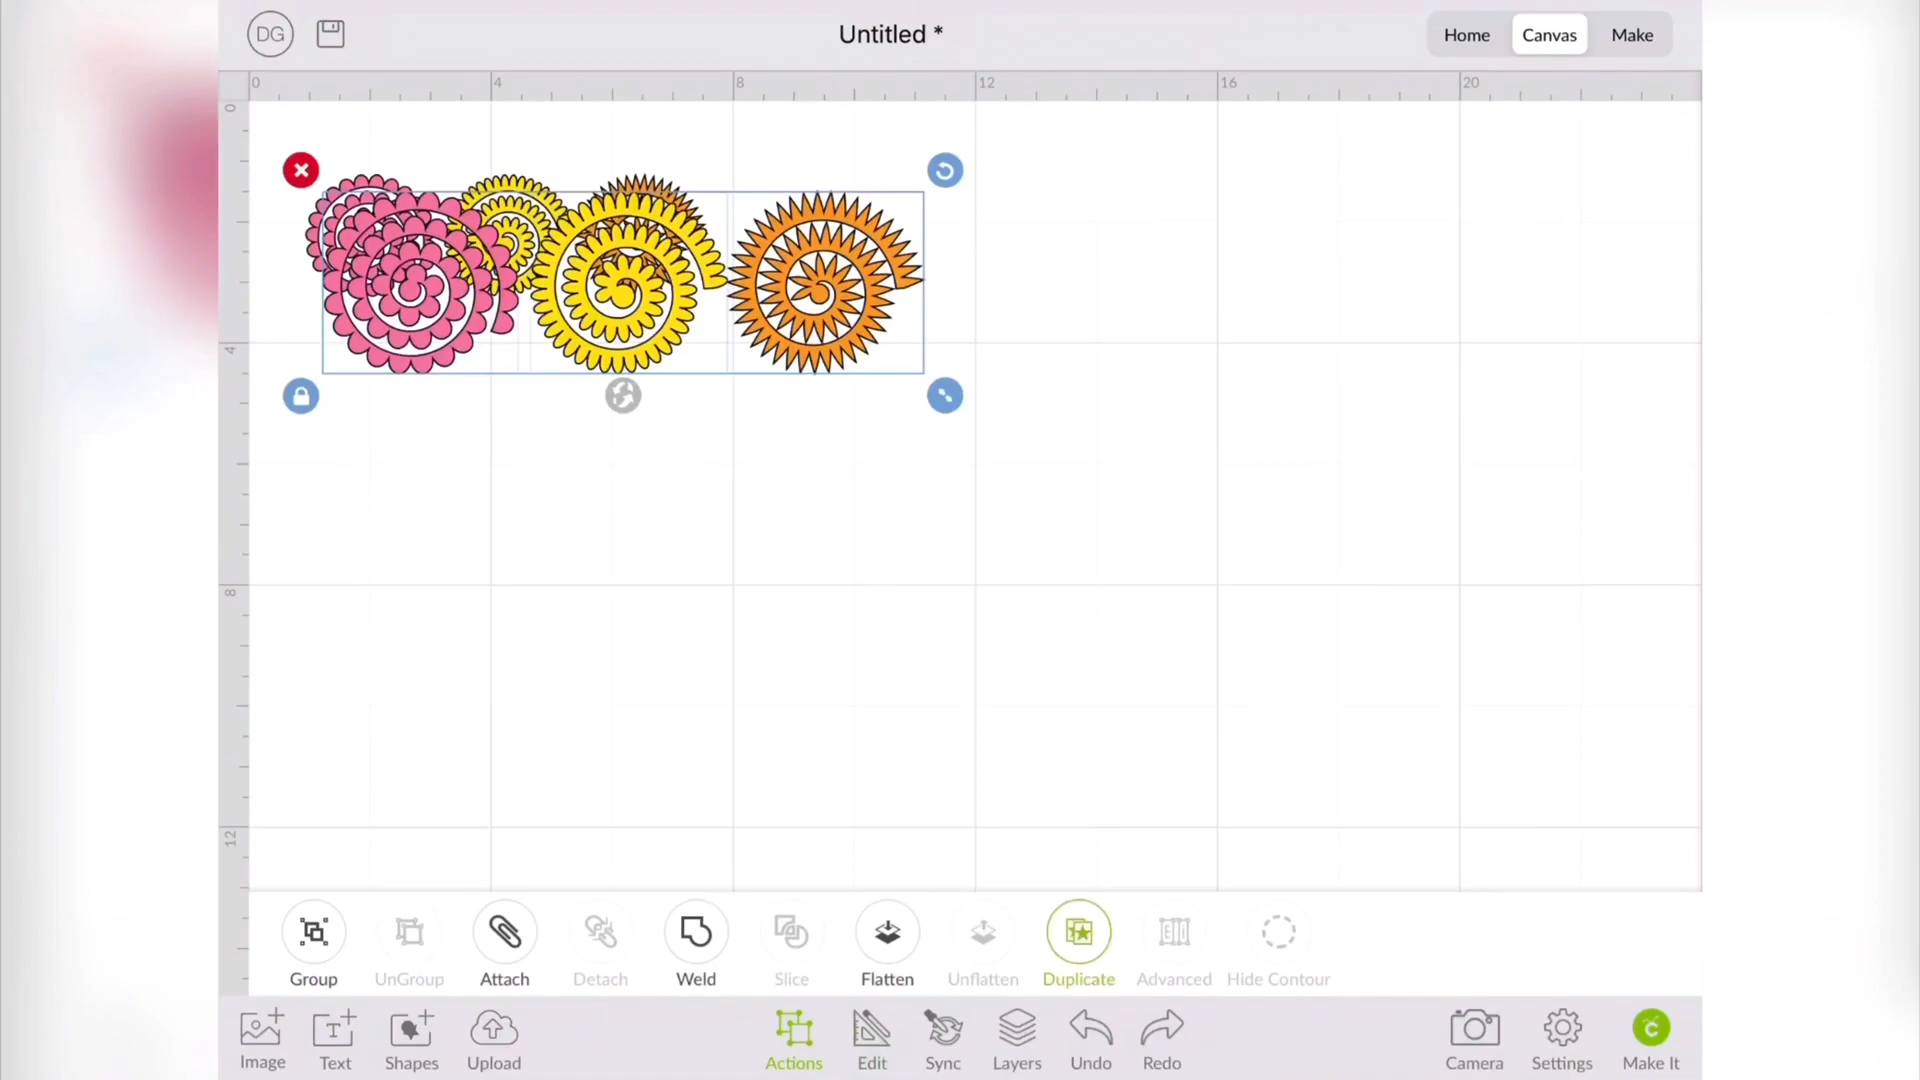 DG
Untitled *
Home Canvas Make
0 4 8 12 16 20
0
4
8
12
Group UnGroup Attach Detach Weld Slice Flatten Unflatten Duplicate Advanced Hide Contour
Image Text Shapes Upload Actions Edit Sync Layers Undo Redo Camera Settings Make It